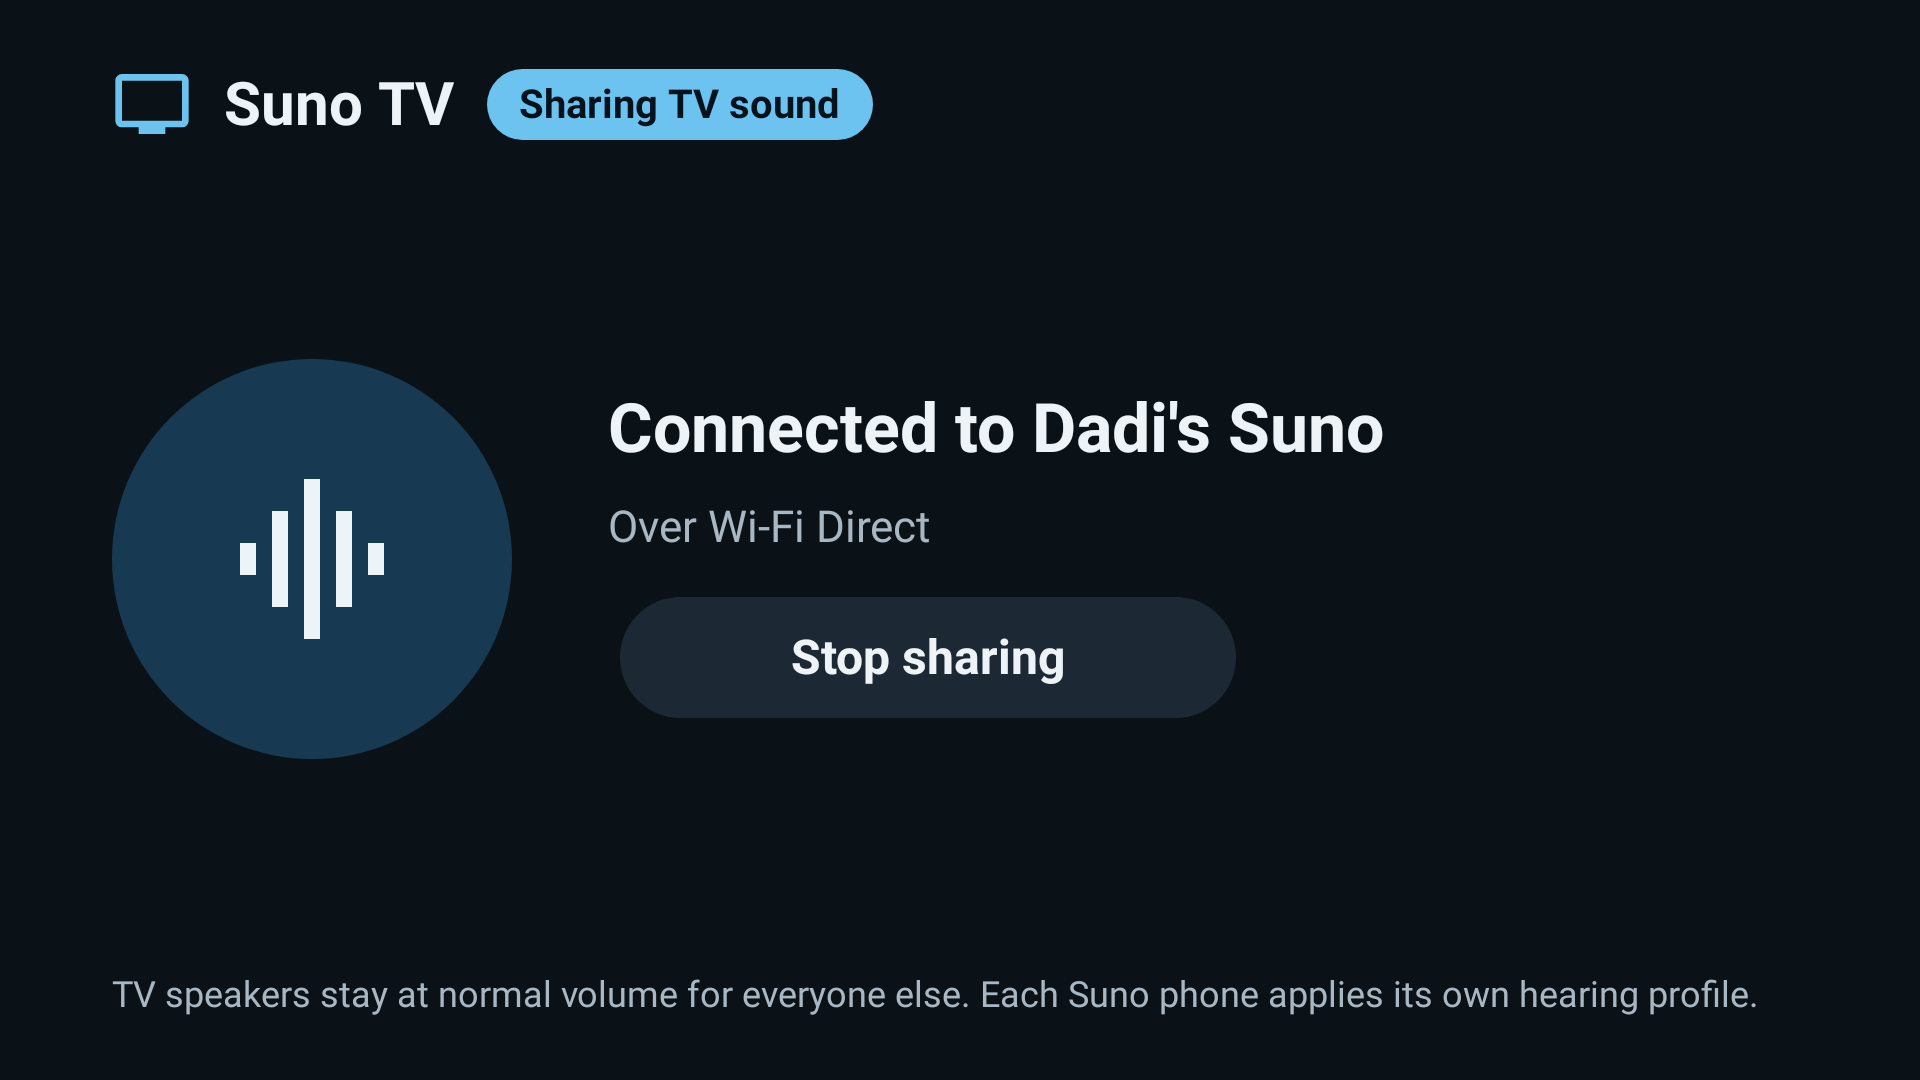 Suno TV
Sharing TV sound
Connected to Dadi's Suno
Over Wi-Fi Direct
Stop sharing
TV speakers stay at normal volume for everyone else. Each Suno phone applies its own hearing profile.